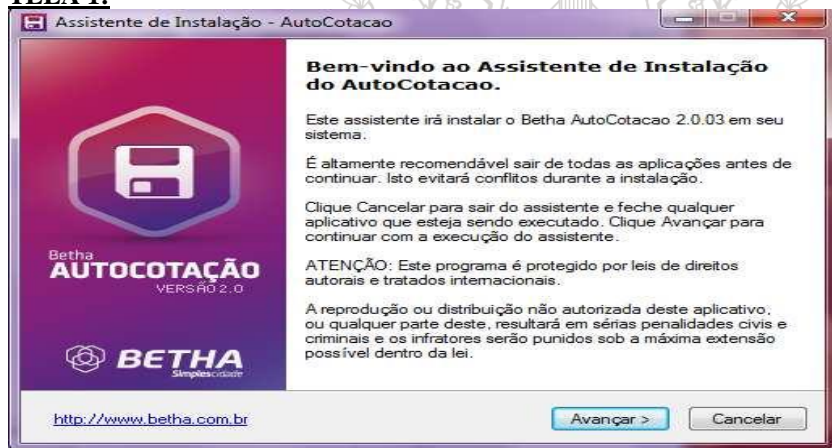 TELA 1:
Assistente de Instalação - AutoCotacao
Bem-vindo ao Assistente de Instalação
do AutoCotacao.
Este assistente irá instalar o Betha AutoCotacao 2.0.03 em seu
sistema.
É altamente recomendável sair de todas as aplicações antes de
continuar. Isto evitará conflitos durante a instalação.
Clique Cancelar para sair do assistente e feche qualquer
aplicativo que esteja sendo executado. Clique Avançar para
continuar com a execução do assistente.
ATENÇÃO: Este programa é protegido por leis de direitos
autorais e tratados internacionais.
A reprodução ou distribuição não autorizada deste aplicativo,
ou qualquer parte deste, resultará em sérias penalidades civis e
criminais e os infratores serão punidos sob a máxima extensão
possível dentro da lei.
Betha
AUTOCOTAÇÃO
VERSÃO 2.0
BETHA
Simplescidade
http://www.betha.com.br
Avançar >
Cancelar